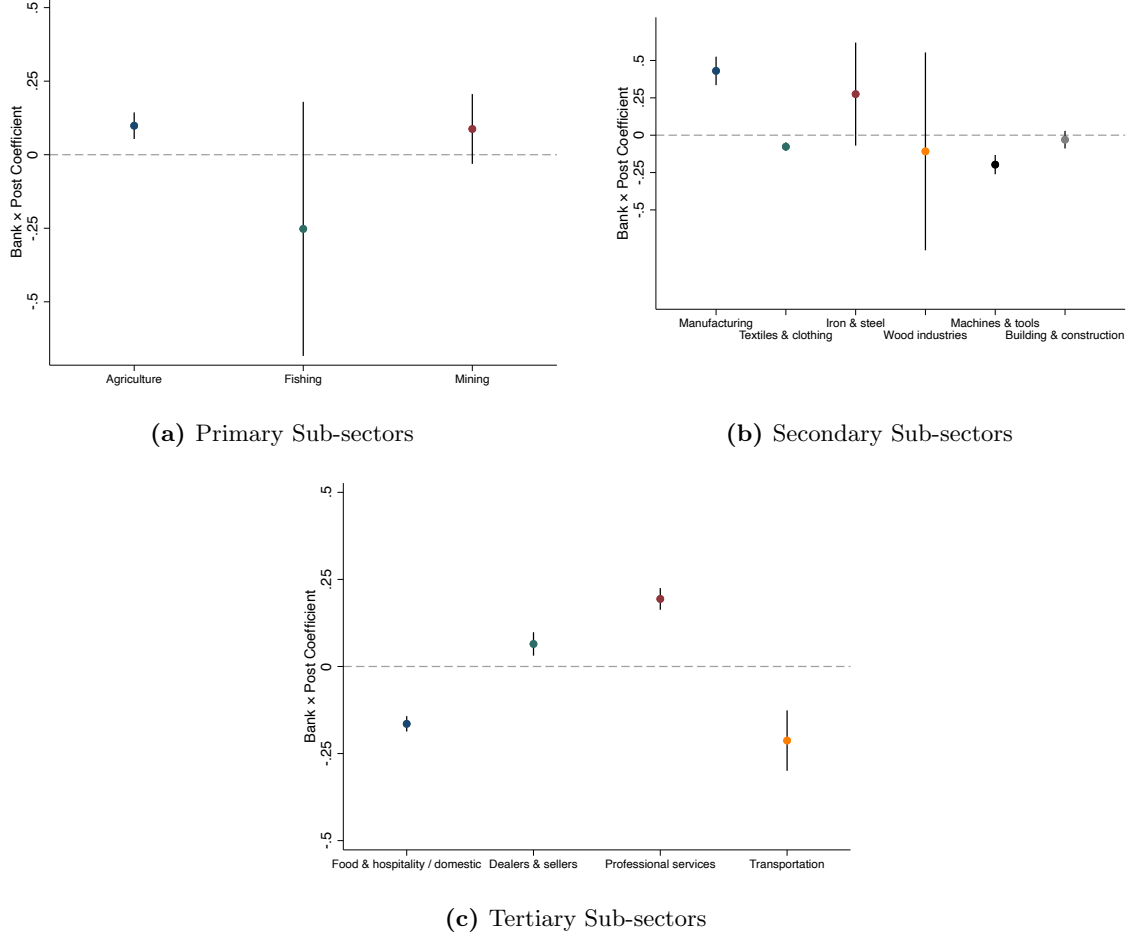 .5
.25
0
-.25
-.5
Bank × Post Coefficient
Agriculture
Fishing
Mining
(a) Primary Sub-sectors
.5
.25
0
-.25
-.5
Bank × Post Coefficient
Manufacturing
Textiles & clothing
Iron & steel
Wood industries
Machines & tools
Building & construction
(b) Secondary Sub-sectors
.5
.25
0
-.25
-.5
Bank × Post Coefficient
Food & hospitality / domestic
Dealers & sellers
Professional services
Transportation
(c) Tertiary Sub-sectors